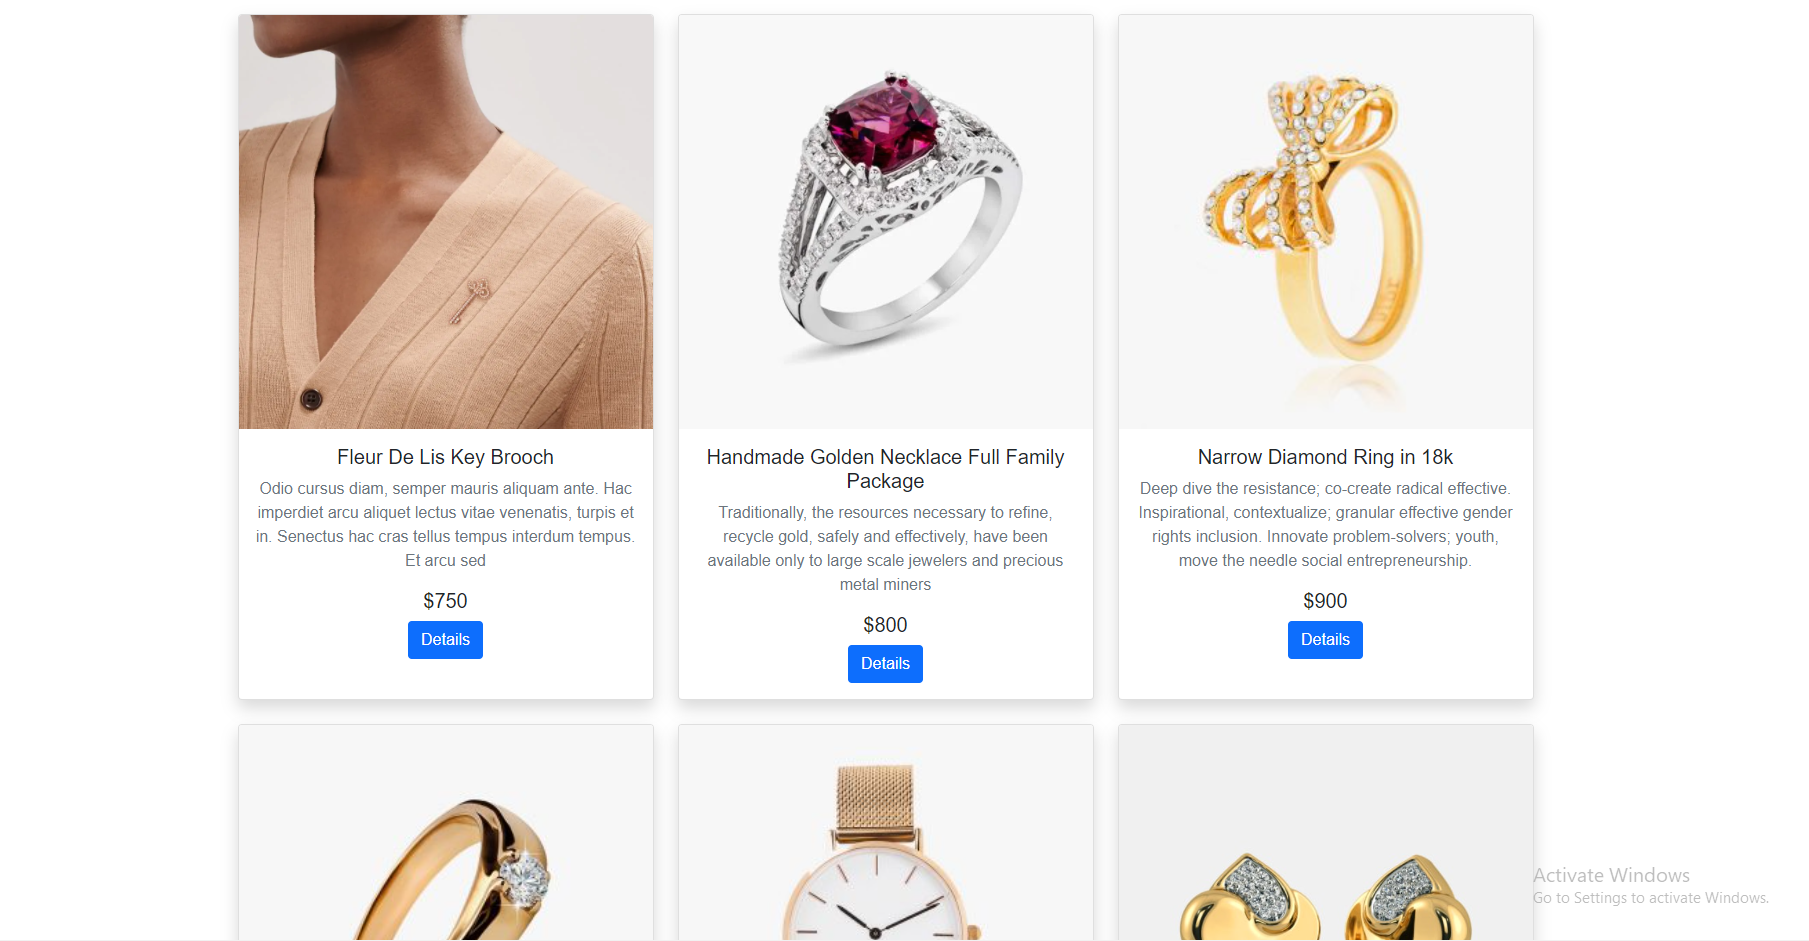 Fleur De Lis Key Brooch
Odio cursus diam, semper mauris aliquam ante. Hac
imperdiet arcu aliquet lectus vitae venenatis, turpis et
in. Senectus hac cras tellus tempus interdum tempus.
Et arcu sed
$750
Details
Handmade Golden Necklace Full Family
Package
Traditionally, the resources necessary to refine,
recycle gold, safely and effectively, have been
available only to large scale jewelers and precious
metal miners
$800
Details
Narrow Diamond Ring in 18k
Deep dive the resistance; co-create radical effective.
Inspirational, contextualize; granular effective gender
rights inclusion. Innovate problem-solvers; youth,
move the needle social entrepreneurship.
$900
Details
Activate Windows
Go to Settings to activate Windows.